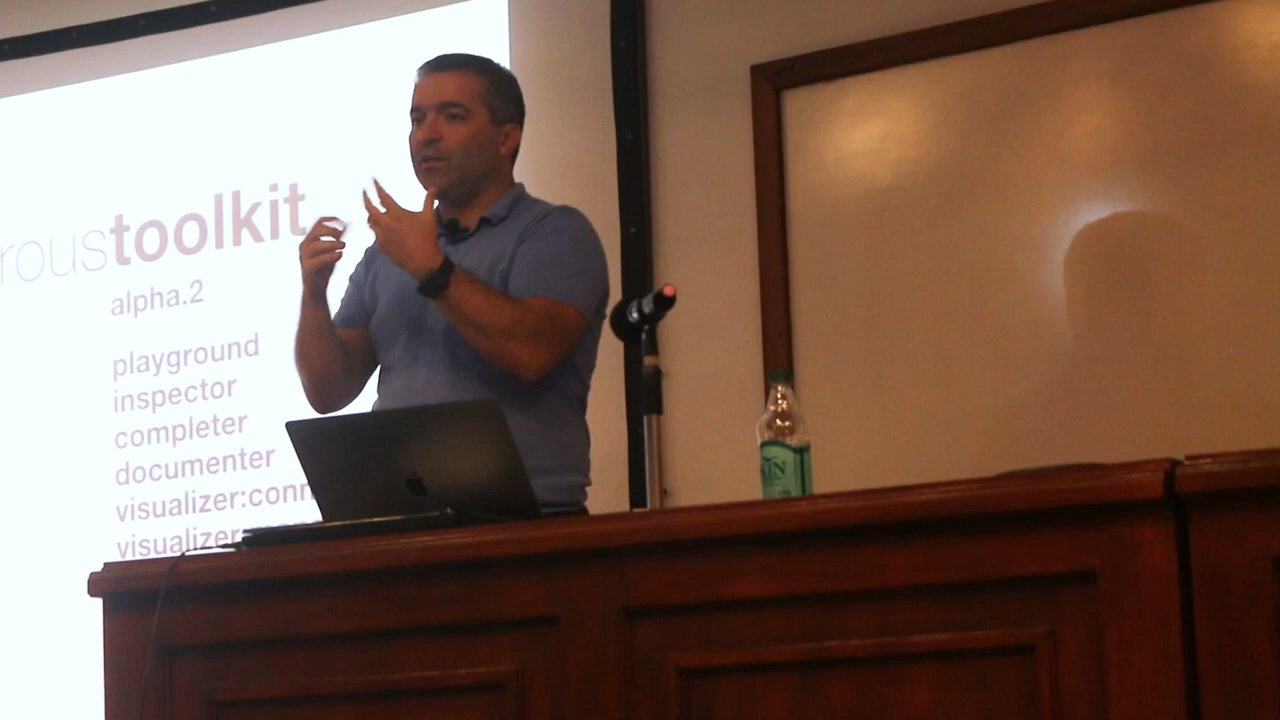 roustoolkit
alpha.2
playground
inspector
completer
documenter
visualizer:conn
visualizer: